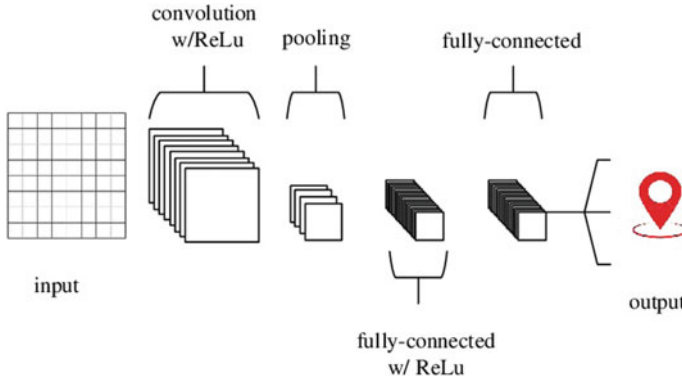 convolution
w/ReLu
pooling
fully-connected
input
output
fully-connected
w/ ReLu